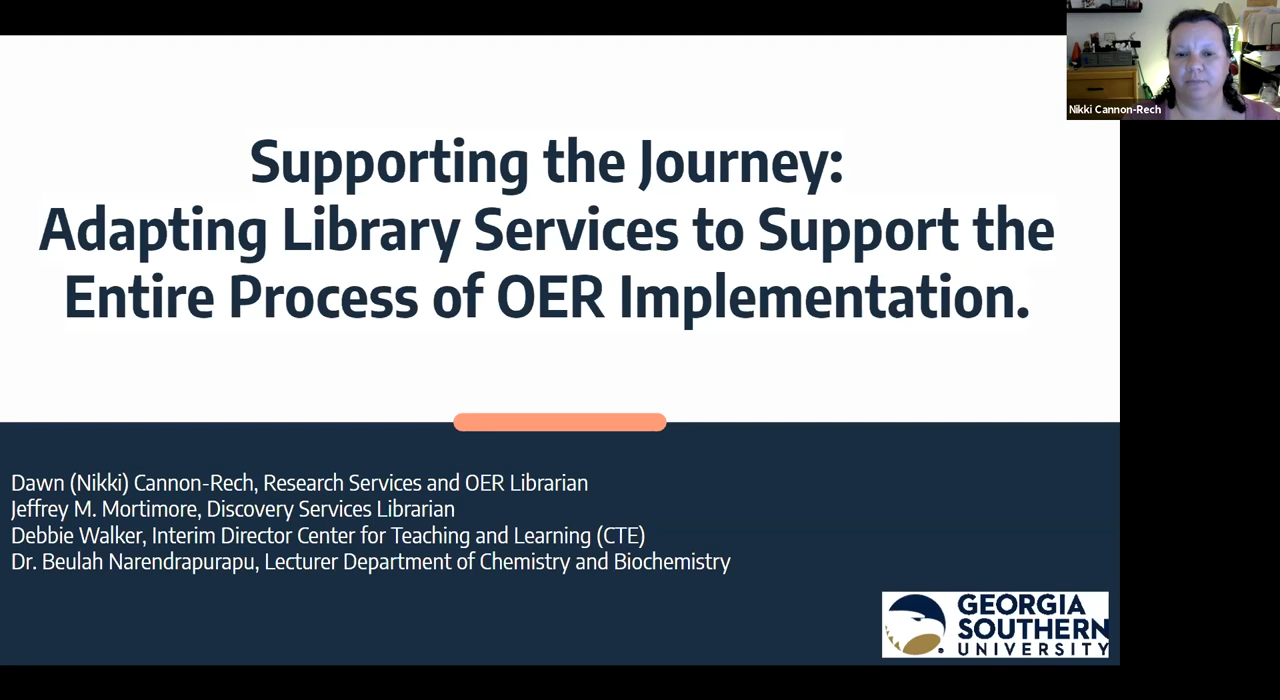 Nikki Cannon-Rech
Supporting the Journey:
Adapting Library Services to Support the
Entire Process of OER Implementation.
Dawn (Nikki) Cannon-Rech, Research Services and OER Librarian
Jeffrey M. Mortimore, Discovery Services Librarian
Debbie Walker, Interim Director Center for Teaching and Learning (CTE)
Dr. Beulah Narendrapurapu, Lecturer Department of Chemistry and Biochemistry
GEORGIA
SOUTHERN
UNIVERSITY